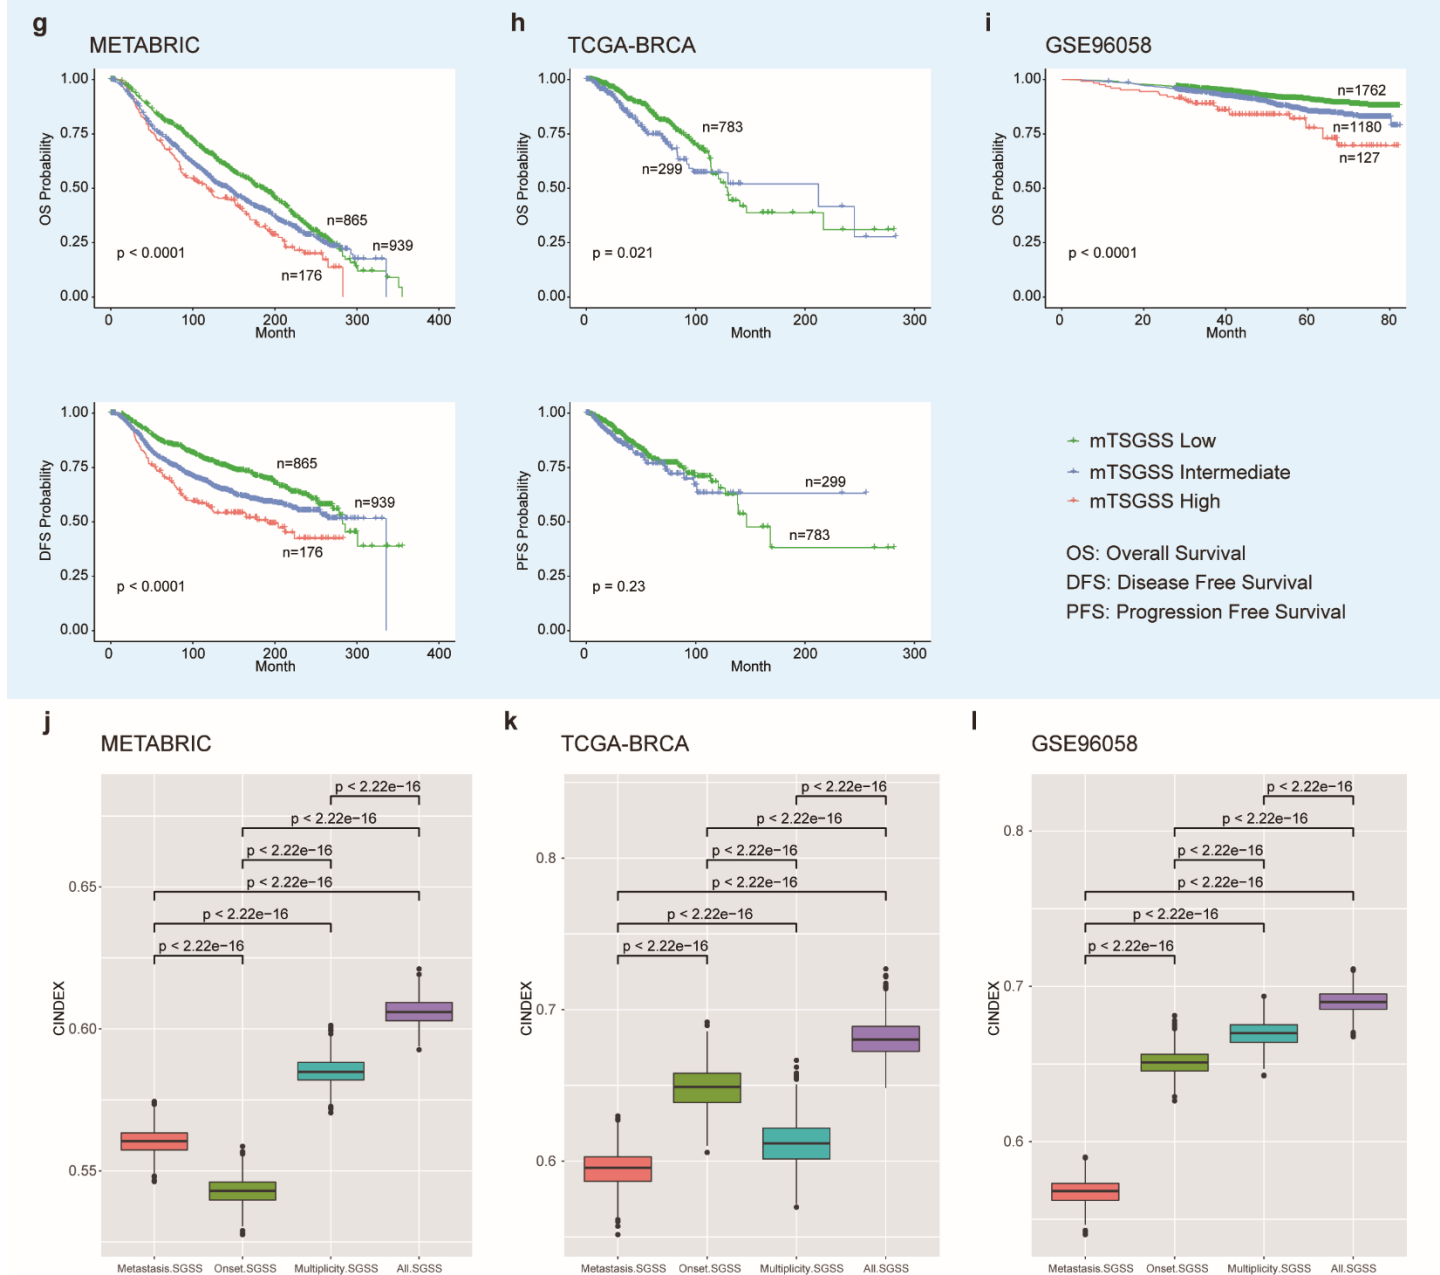 g
METABRIC
1.00
0.75
0.50
0.25
0.00
OS Probability
n=865
n=939
n=176
p < 0.0001
0 100 200 300 400
Month
h
TCGA-BRCA
1.00
0.75
0.50
0.25
0.00
OS Probability
n=783
n=299
p = 0.021
0 100 200 300
Month
i
GSE96058
1.00
0.75
0.50
0.25
0.00
OS Probability
n=1762
n=1180
n=127
p < 0.0001
0 20 40 60 80
Month
1.00
0.75
0.50
0.25
0.00
DFS Probability
n=865
n=939
n=176
p < 0.0001
0 100 200 300 400
Month
1.00
0.75
0.50
0.25
0.00
PFS Probability
n=299
n=783
p = 0.23
0 100 200 300
Month
mTSGSS Low
mTSGSS Intermediate
mTSGSS High
OS: Overall Survival
DFS: Disease Free Survival
PFS: Progression Free Survival
j
METABRIC
p < 2.22e−16
p < 2.22e−16
p < 2.22e−16
p < 2.22e−16
p < 2.22e−16
p < 2.22e−16
0.65
0.60
0.55
CINDEX
Metastasis.SGSS Onset.SGSS Multiplicity.SGSS All.SGSS
k
TCGA-BRCA
p < 2.22e−16
p < 2.22e−16
p < 2.22e−16
p < 2.22e−16
p < 2.22e−16
p < 2.22e−16
0.8
0.7
0.6
CINDEX
Metastasis.SGSS Onset.SGSS Multiplicity.SGSS All.SGSS
l
GSE96058
p < 2.22e−16
p < 2.22e−16
p < 2.22e−16
p < 2.22e−16
p < 2.22e−16
p < 2.22e−16
0.8
0.7
0.6
CINDEX
Metastasis.SGSS Onset.SGSS Multiplicity.SGSS All.SGSS